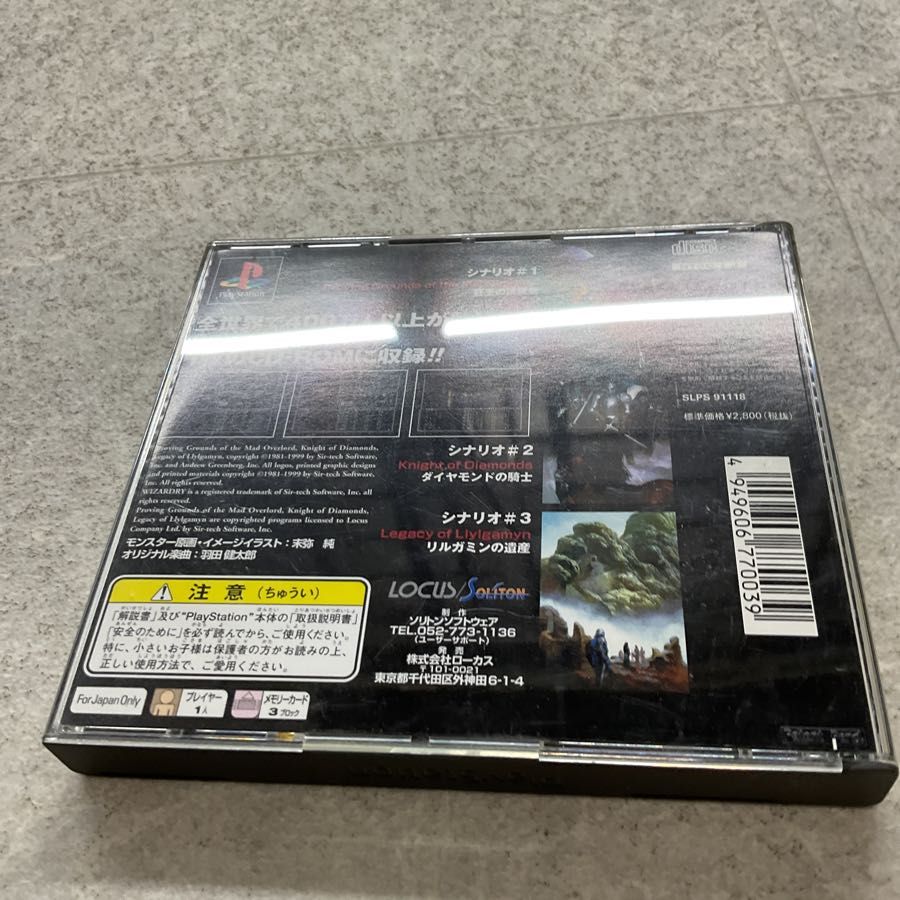 PlayStation
シナリオ#1
Grounds of the
以上が
ROMに収録!!
SLPS 91118
標準価格¥2,800(税抜)
シナリオ#2
Knight of Diamonds
ダイヤモンドの騎士
シナリオ#3
Legacy of Llylgamyn
リルガミンの遺産
Proving Grounds of the Mad Overlord, Knight of Diamonds,
Legacy of Llylgamyn, copyright ©1981-1999 by Sir-tech Software,
Inc. and Andrew Greenberg, Inc. All logos, printed graphic designs
and printed materials copyright ©1981-1999 by Sir-tech Software,
Inc. All rights reserved.
WIZARDRY is a registered trademark of Sir-tech Software, Inc. all
rights reserved.
Proving Grounds of the Mad Overlord, Knight of Diamonds,
Legacy of Llylgamyn are copyrighted programs licensed to Locus
Company Ltd. by Sir-tech Software, Inc.
モンスター原画・イメージイラスト:末弥 純
オリジナル楽曲:羽田 健太郎
注意(ちゅうい)
「解説書」及び"PlayStation"本体の「取扱説明書」
「安全のために」を必ず読んでから、ご使用ください。
特に、小さいお子様は保護者の方がお読みの上、
正しい使用方法で、ご愛用ください。
For Japan Only
プレイヤー
1人
メモリーカード
3ブロック
LOCUS/SOLITON
制作
ソリトンソフトウェア
TEL.052-773-1136
(ユーザーサポート)
発売
株式会社ローカス
〒101-0021
東京都千代田区外神田6-1-4
4949606770039